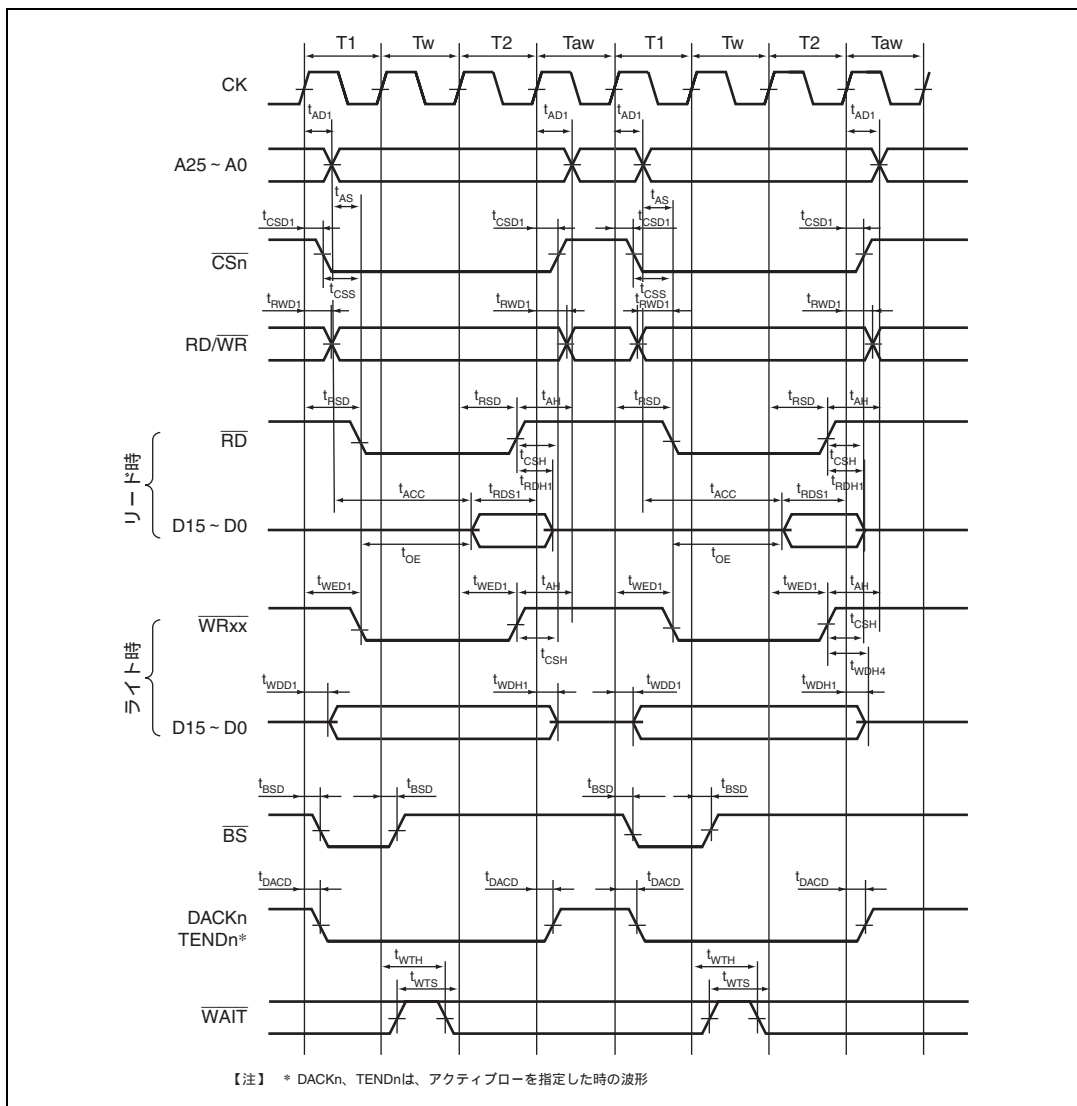 T1 Tw T2 Taw T1 Tw T2 Taw
CK
tAD1 tAD1 tAD1 tAD1
A25 ~ A0
tAS tAS
tCSD1 tCSD1 tCSD1 tCSD1
CSn
tCSS tCSS
tRWD1 tRWD1 tRWD1 tRWD1
RD/WR
tRSD tRSD tAH tRSD tRSD tAH
RD
tCSH tCSH
tRDH1 tRDH1
リード時
tACC tRDS1 tACC tRDS1
D15 ~ D0
tOE tOE
tWED1 tWED1 tAH tWED1 tWED1 tAH
WRxx
tCSH tCSH
tWDH4
ライト時
tWDD1 tWDH1 tWDD1 tWDH1
D15 ~ D0
tBSD tBSD tBSD tBSD
BS
tDACD tDACD tDACD tDACD
DACKn
TENDn*
tWTH tWTH
tWTS tWTS
WAIT
【注】 * DACKn、TENDnは、アクティブローを指定した時の波形